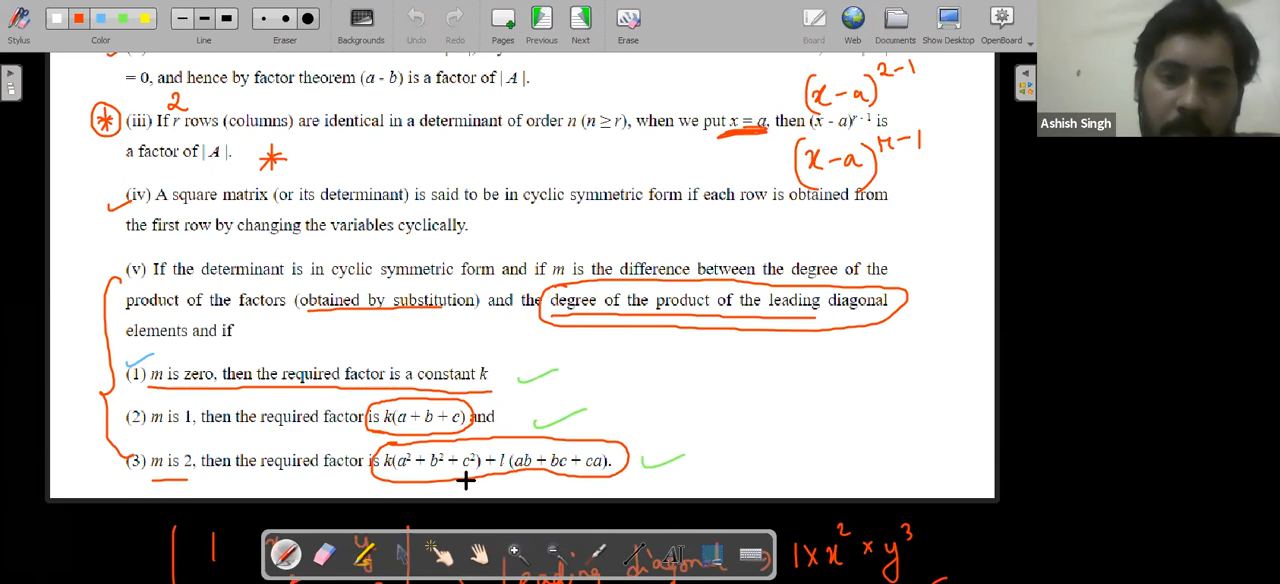 Stylus Color Line Eraser Backgrounds Undo Redo Pages Previous Next Erase Board Web Documents Show Desktop OpenBoard
= 0, and hence by factor theorem (a - b) is a factor of | A |.
(x-a)^{2-1}
2
(iii) If r rows (columns) are identical in a determinant of order n (n ≥ r), when we put x = a, then (x - a)^{r - 1} is
a factor of | A |.
(x-a)^{r-1}
(iv) A square matrix (or its determinant) is said to be in cyclic symmetric form if each row is obtained from
the first row by changing the variables cyclically.
(v) If the determinant is in cyclic symmetric form and if m is the difference between the degree of the
product of the factors (obtained by substitution) and the degree of the product of the leading diagonal
elements and if
(1) m is zero, then the required factor is a constant k
(2) m is 1, then the required factor is k(a + b + c) and
(3) m is 2, then the required factor is k(a² + b² + c²) + l (ab + bc + ca).
1 1 × x² × y³
leading diagonal
Ashish Singh